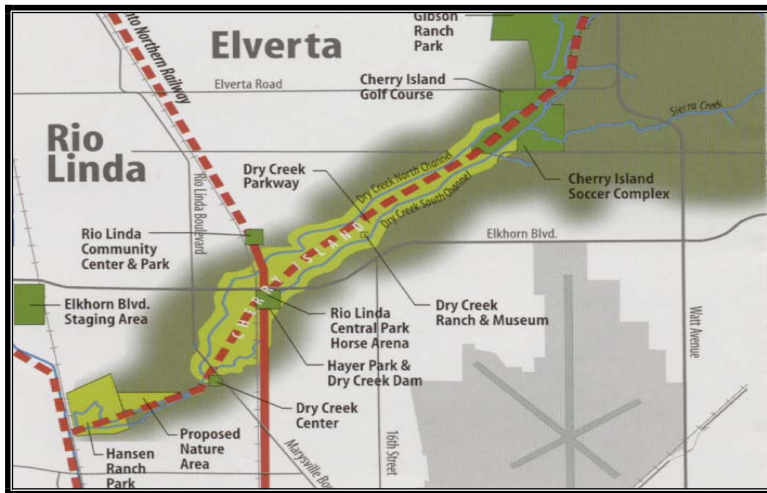 Gibson
Ranch
Park
Elverta
Northern Railway
Elverta Road
Cherry Island
Golf Course
Sierra Creek
Rio
Linda
Dry Creek
Parkway
Dry Creek North Channel
Dry Creek South Channel
Cherry Island
Soccer Complex
Rio Linda Boulevard
Rio Linda
Community
Center & Park
CHERRY ISLAND
Elkhorn Blvd.
Elkhorn Blvd.
Staging Area
Rio Linda
Central Park
Horse Arena
Dry Creek
Ranch & Museum
Watt Avenue
Hayer Park &
Dry Creek Dam
Dry Creek
Center
Proposed
Nature
Area
Hansen
Ranch
Park
Marysville
16th Street